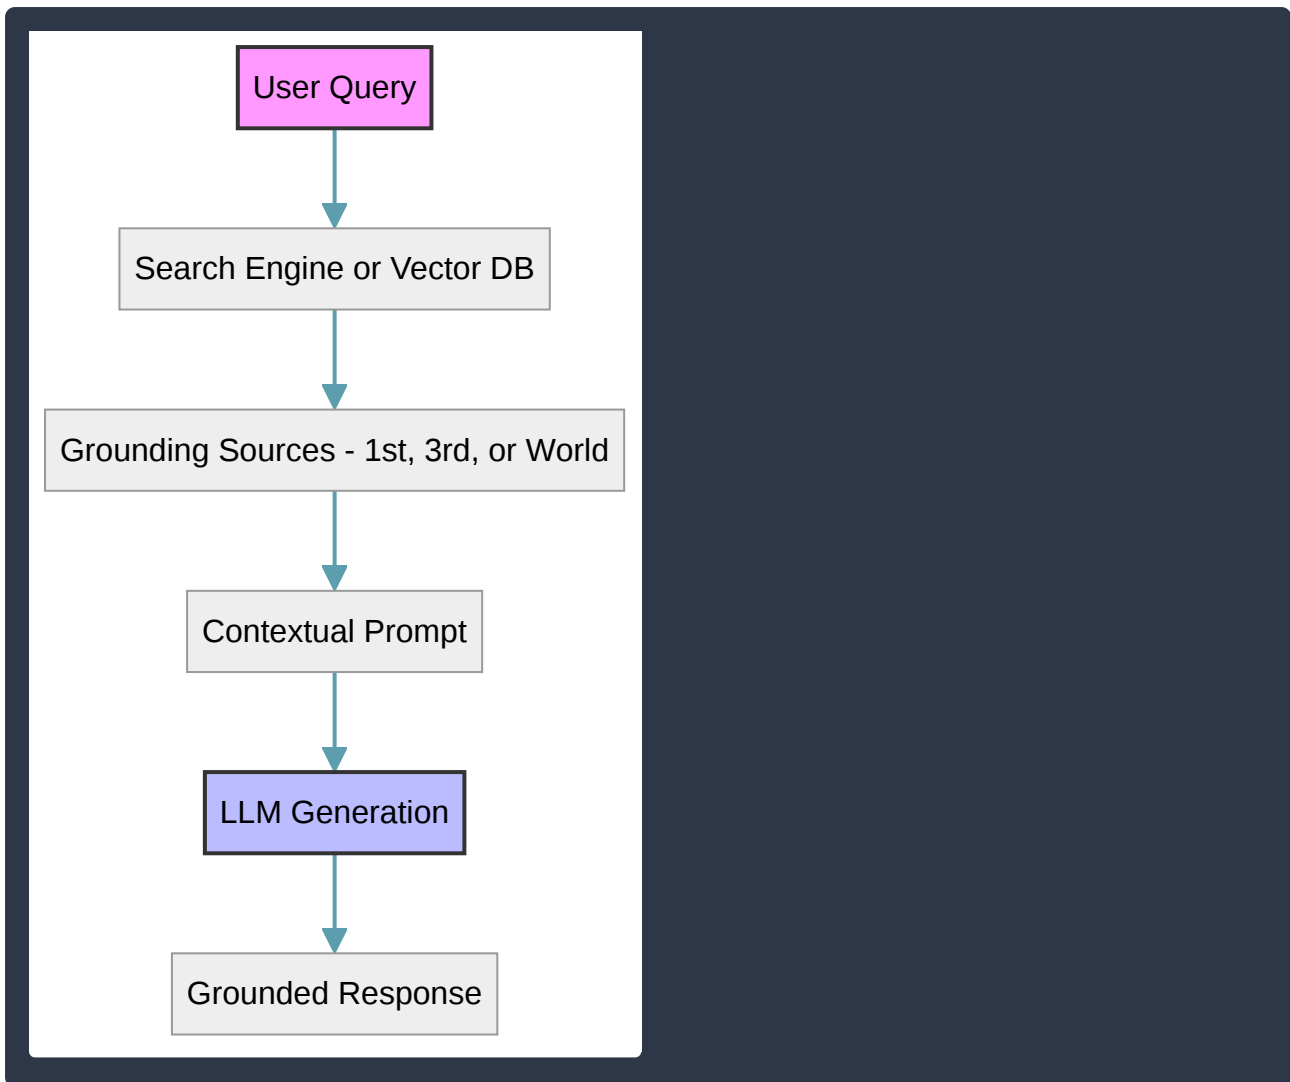 User Query
Search Engine or Vector DB
Grounding Sources - 1st, 3rd, or World
Contextual Prompt
LLM Generation
Grounded Response